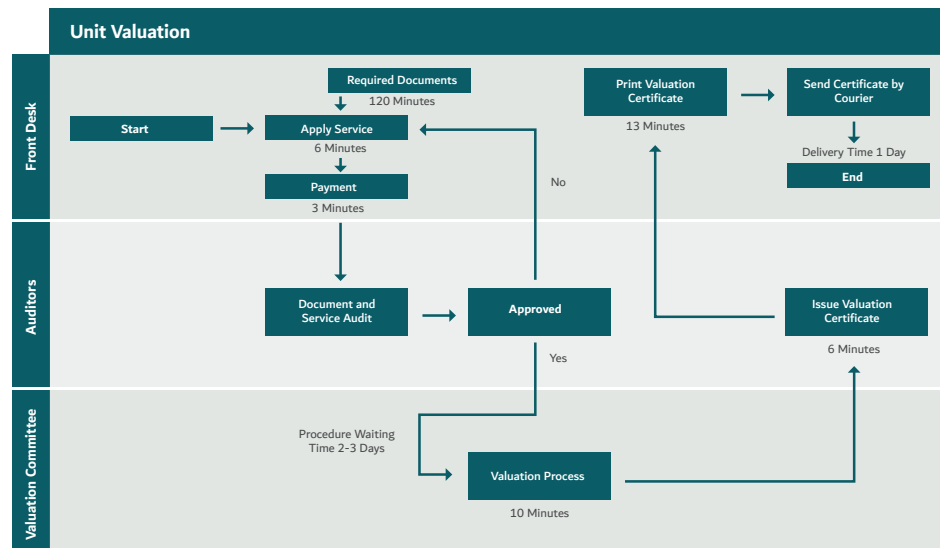 Unit Valuation
Front Desk
Required Documents
120 Minutes
Start
Apply Service
6 Minutes
Payment
3 Minutes
No
Print Valuation
Certificate
13 Minutes
Send Certificate by
Courier
Delivery Time 1 Day
End
Auditors
Document and
Service Audit
Approved
Yes
Issue Valuation
Certificate
6 Minutes
Valuation Committee
Procedure Waiting
Time 2-3 Days
Valuation Process
10 Minutes